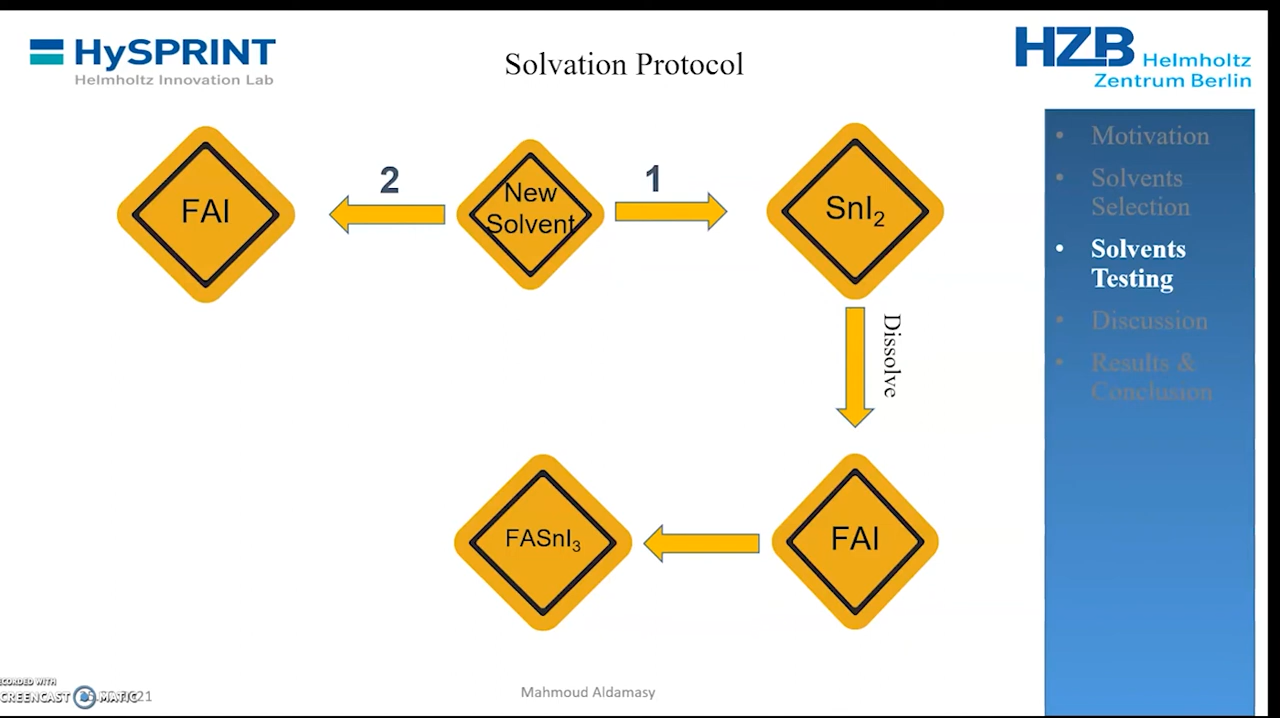 HySPRINT
Helmholtz Innovation Lab
Solvation Protocol
HZB Helmholtz
Zentrum Berlin
FAI
2
New
Solvent
1
SnI₂
Dissolve
FASnI₃
FAI
• Motivation
• Solvents
Selection
• Solvents
Testing
• Discussion
• Results &
Conclusion
Mahmoud Aldamasy